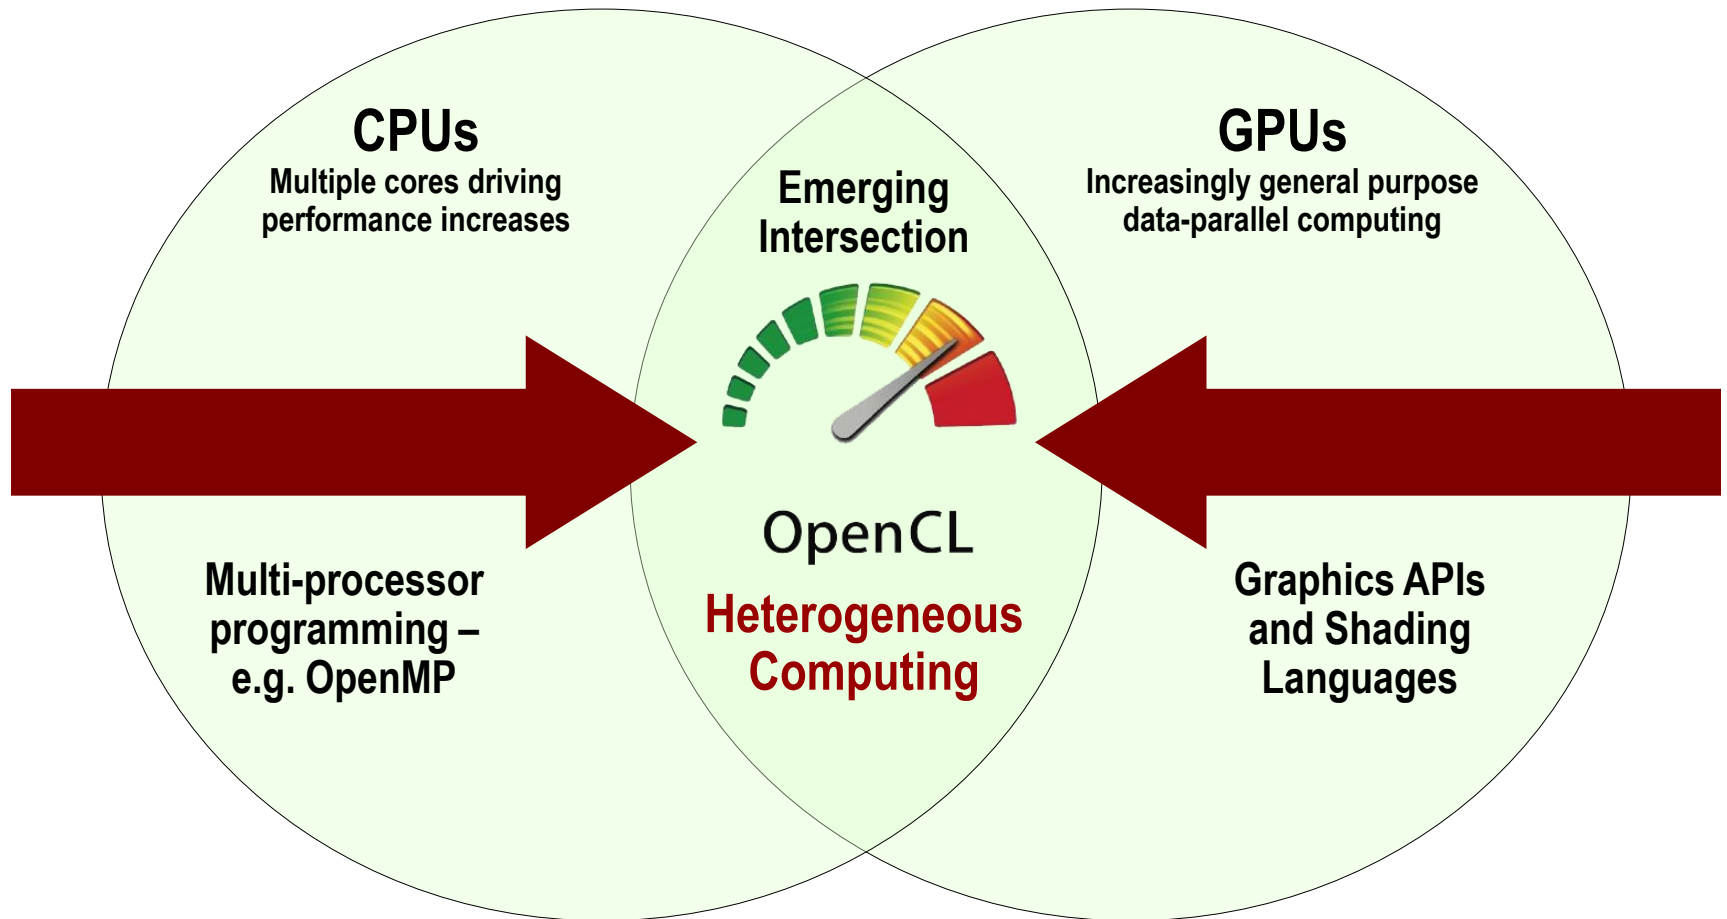 CPUs
Multiple cores driving
performance increases
Emerging
Intersection
GPUs
Increasingly general purpose
data-parallel computing
OpenCL
Multi-processor
programming –
e.g. OpenMP
Heterogeneous
Computing
Graphics APIs
and Shading
Languages